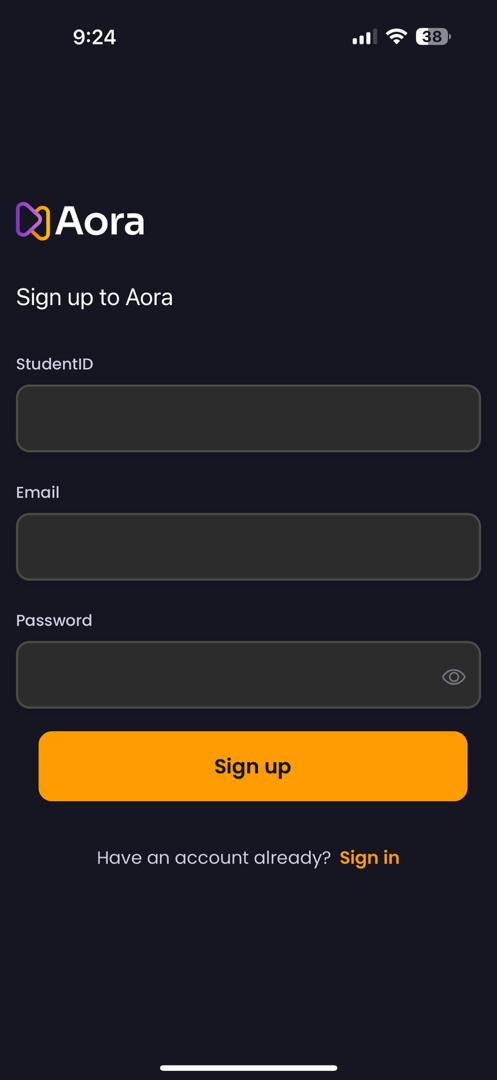 9:24
38
Aora
Sign up to Aora
StudentID
Email
Password
Sign up
Have an account already? Sign in